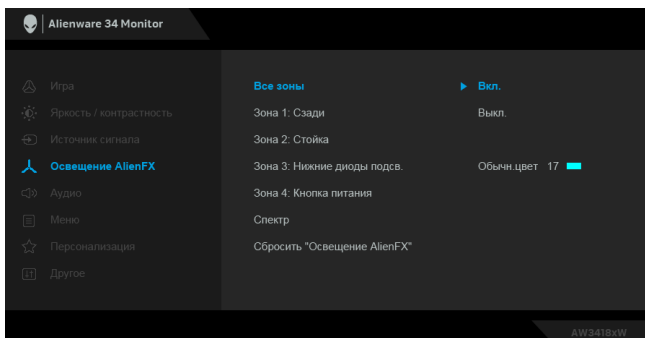 Alienware 34 Monitor
Игра
Яркость / контрастность
Источник сигнала
Освещение AlienFX
Аудио
Меню
Персонализация
Другое
Все зоны
Вкл.
Зона 1: Сзади
Выкл.
Зона 2: Стойка
Зона 3: Нижние диоды подсв.
Обычн.цвет 17
Зона 4: Кнопка питания
Спектр
Сбросить "Освещение AlienFX"
AW3418xW